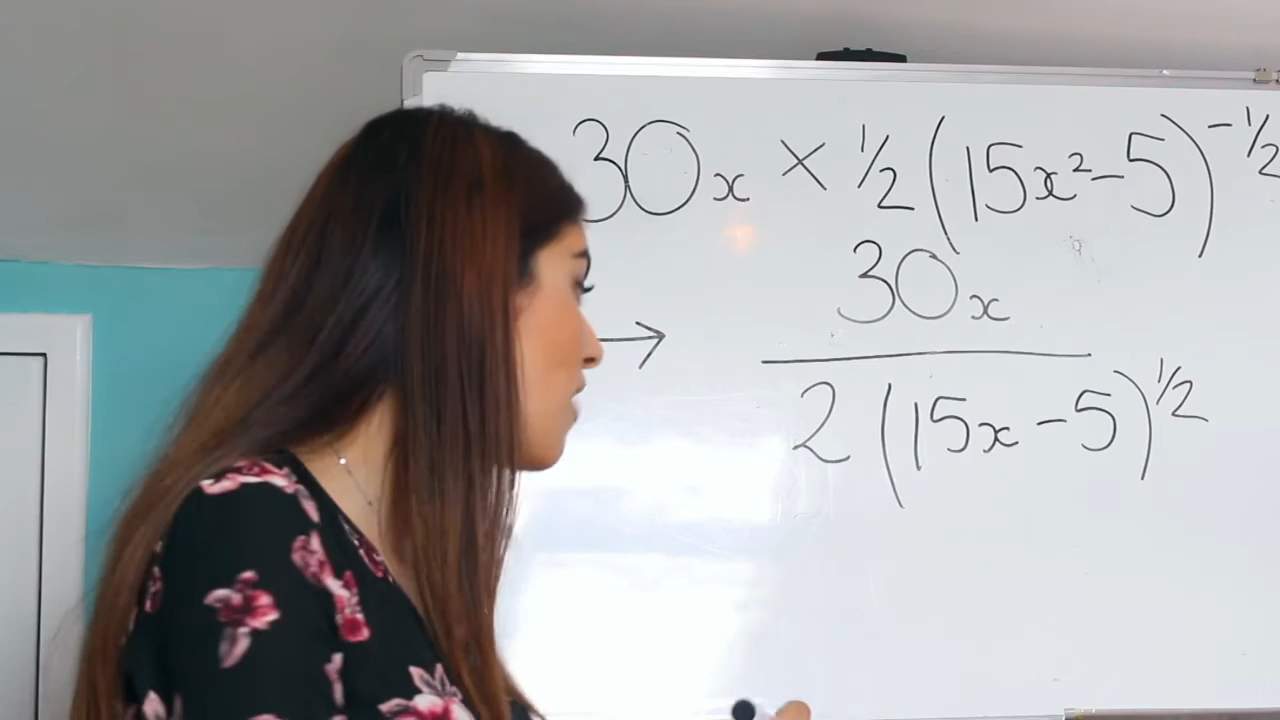 30x × 1/2 (15x² - 5)^-1/2
→ 30x
2 (15x - 5)^1/2